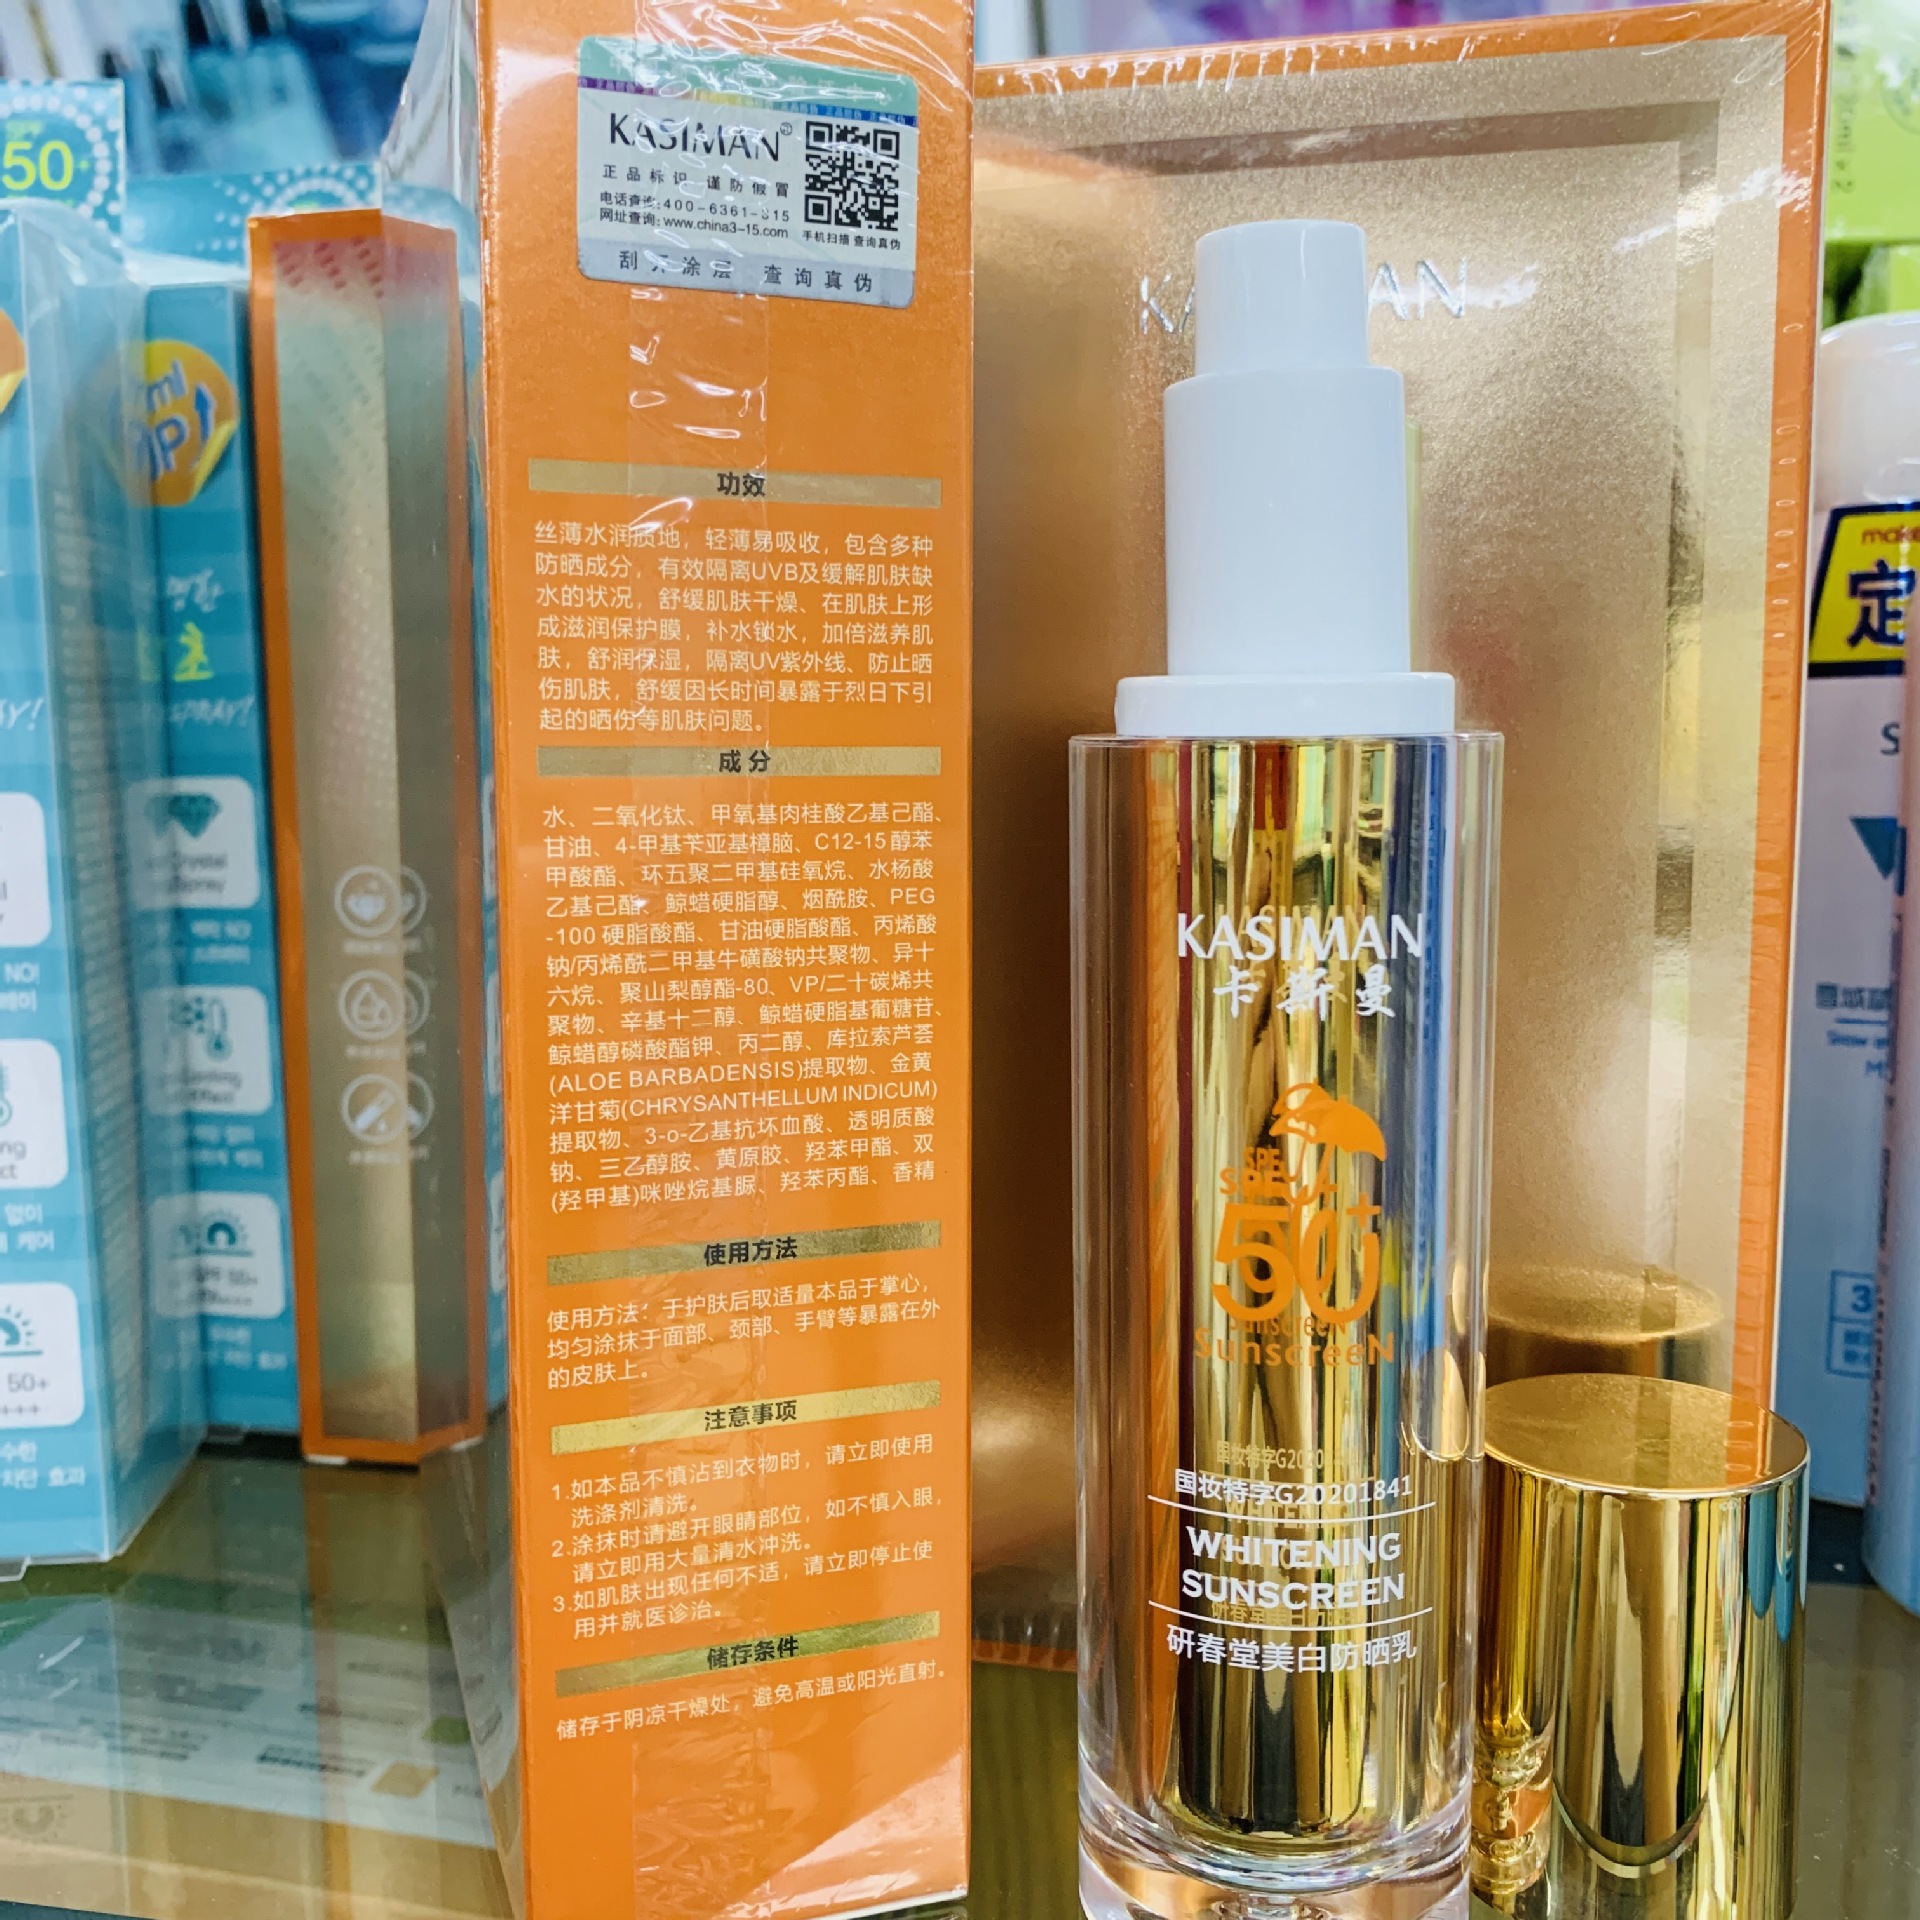 KASIMAN®
正品标识 谨防假冒
电话查询:400-6361-315
网址查询:www.china3-15.com
手机扫描 查询真伪
刮开涂层 查询真伪
功效
丝薄水润质地，轻薄易吸收，包含多种
防晒成分，有效隔离UVB及缓解肌肤缺
水的状况，舒缓肌肤干燥、在肌肤上形
成滋润保护膜，补水锁水，加倍滋养肌
肤，舒润保湿，隔离UV紫外线、防止晒
伤肌肤，舒缓因长时间暴露于烈日下引
起的晒伤等肌肤问题。
成分
水、二氧化钛、甲氧基肉桂酸乙基己酯、
甘油、4-甲基苄亚基樟脑、C12-15醇苯
甲酸酯、环五聚二甲基硅氧烷、水杨酸
乙基己酯、鲸蜡硬脂醇、烟酰胺、PEG
-100硬脂酸酯、甘油硬脂酸酯、丙烯酸
钠/丙烯酰二甲基牛磺酸钠共聚物、异十
六烷、聚山梨醇酯-80、VP/二十碳烯共
聚物、辛基十二醇、鲸蜡硬脂基葡糖苷、
鲸蜡醇磷酸酯钾、丙二醇、库拉索芦荟
(ALOE BARBADENSIS)提取物、金黄
洋甘菊(CHRYSANTHELLUM INDICUM)
提取物、3-o-乙基抗坏血酸、透明质酸
钠、三乙醇胺、黄原胶、羟苯甲酯、双
(羟甲基)咪唑烷基脲、羟苯丙酯、香精
使用方法
使用方法：于护肤后取适量本品于掌心，
均匀涂抹于面部、颈部、手臂等暴露在外
的皮肤上。
注意事项
1.如本品不慎沾到衣物时，请立即使用
洗涤剂清洗。
2.涂抹时请避开眼睛部位，如不慎入眼，
请立即用大量清水冲洗。
3.如肌肤出现任何不适，请立即停止使
用并就医诊治。
储存条件
储存于阴凉干燥处，避免高温或阳光直射。
KASIMAN
卡斯曼
50+
SunscreeN
国妆特字G20201841
WHITENING
SUNSCREEN
研春堂美白防晒乳
SPF
50+
make
定
50+
NO!